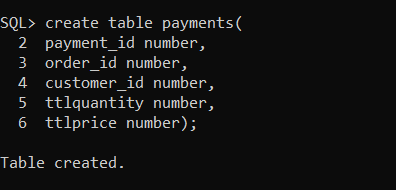 SQL> create table payments(
  2  payment_id number,
  3  order_id number,
  4  customer_id number,
  5  ttlquantity number,
  6  ttlprice number);
Table created.